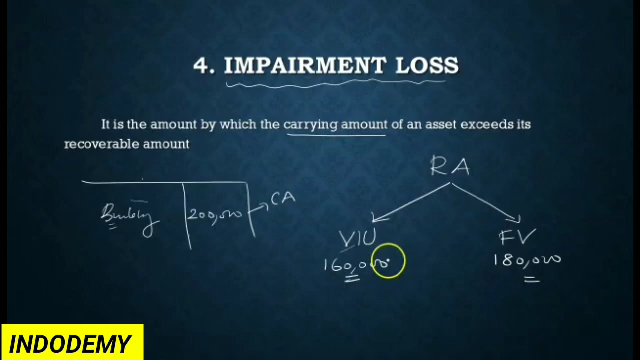 4. IMPAIRMENT LOSS
It is the amount by which the carrying amount of an asset exceeds its
recoverable amount
RA
Building 200,000 CA
VIU FV
160,000 180,000
INDODEMY